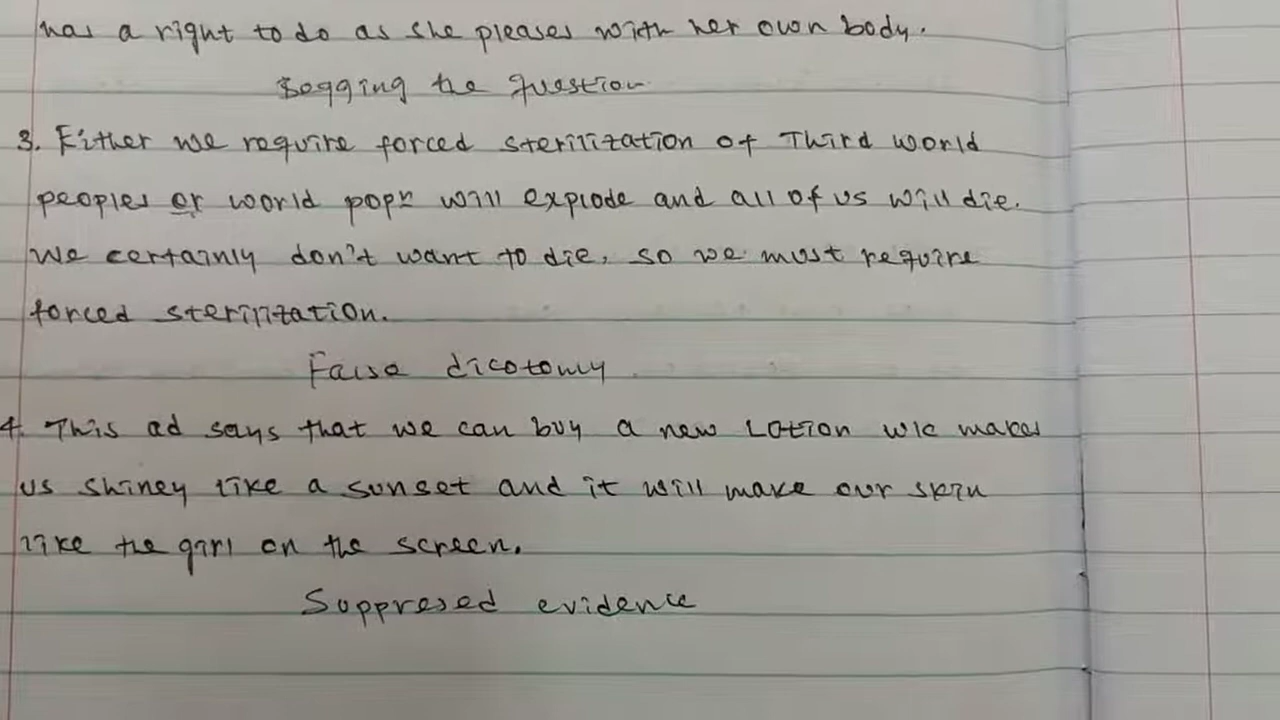 has a right to do as she pleases with her own body.
Begging the question
3. Either we require forced sterilization of Third world
peoples or world popn will explode and all of us will die.
We certainly don't want to die, so we must require
forced sterilization.
False dicotomy
4. This ad says that we can buy a new Lotion wic makes
us shiney like a sunset and it will make our skin
like the girl on the screen.
Suppresed evidence